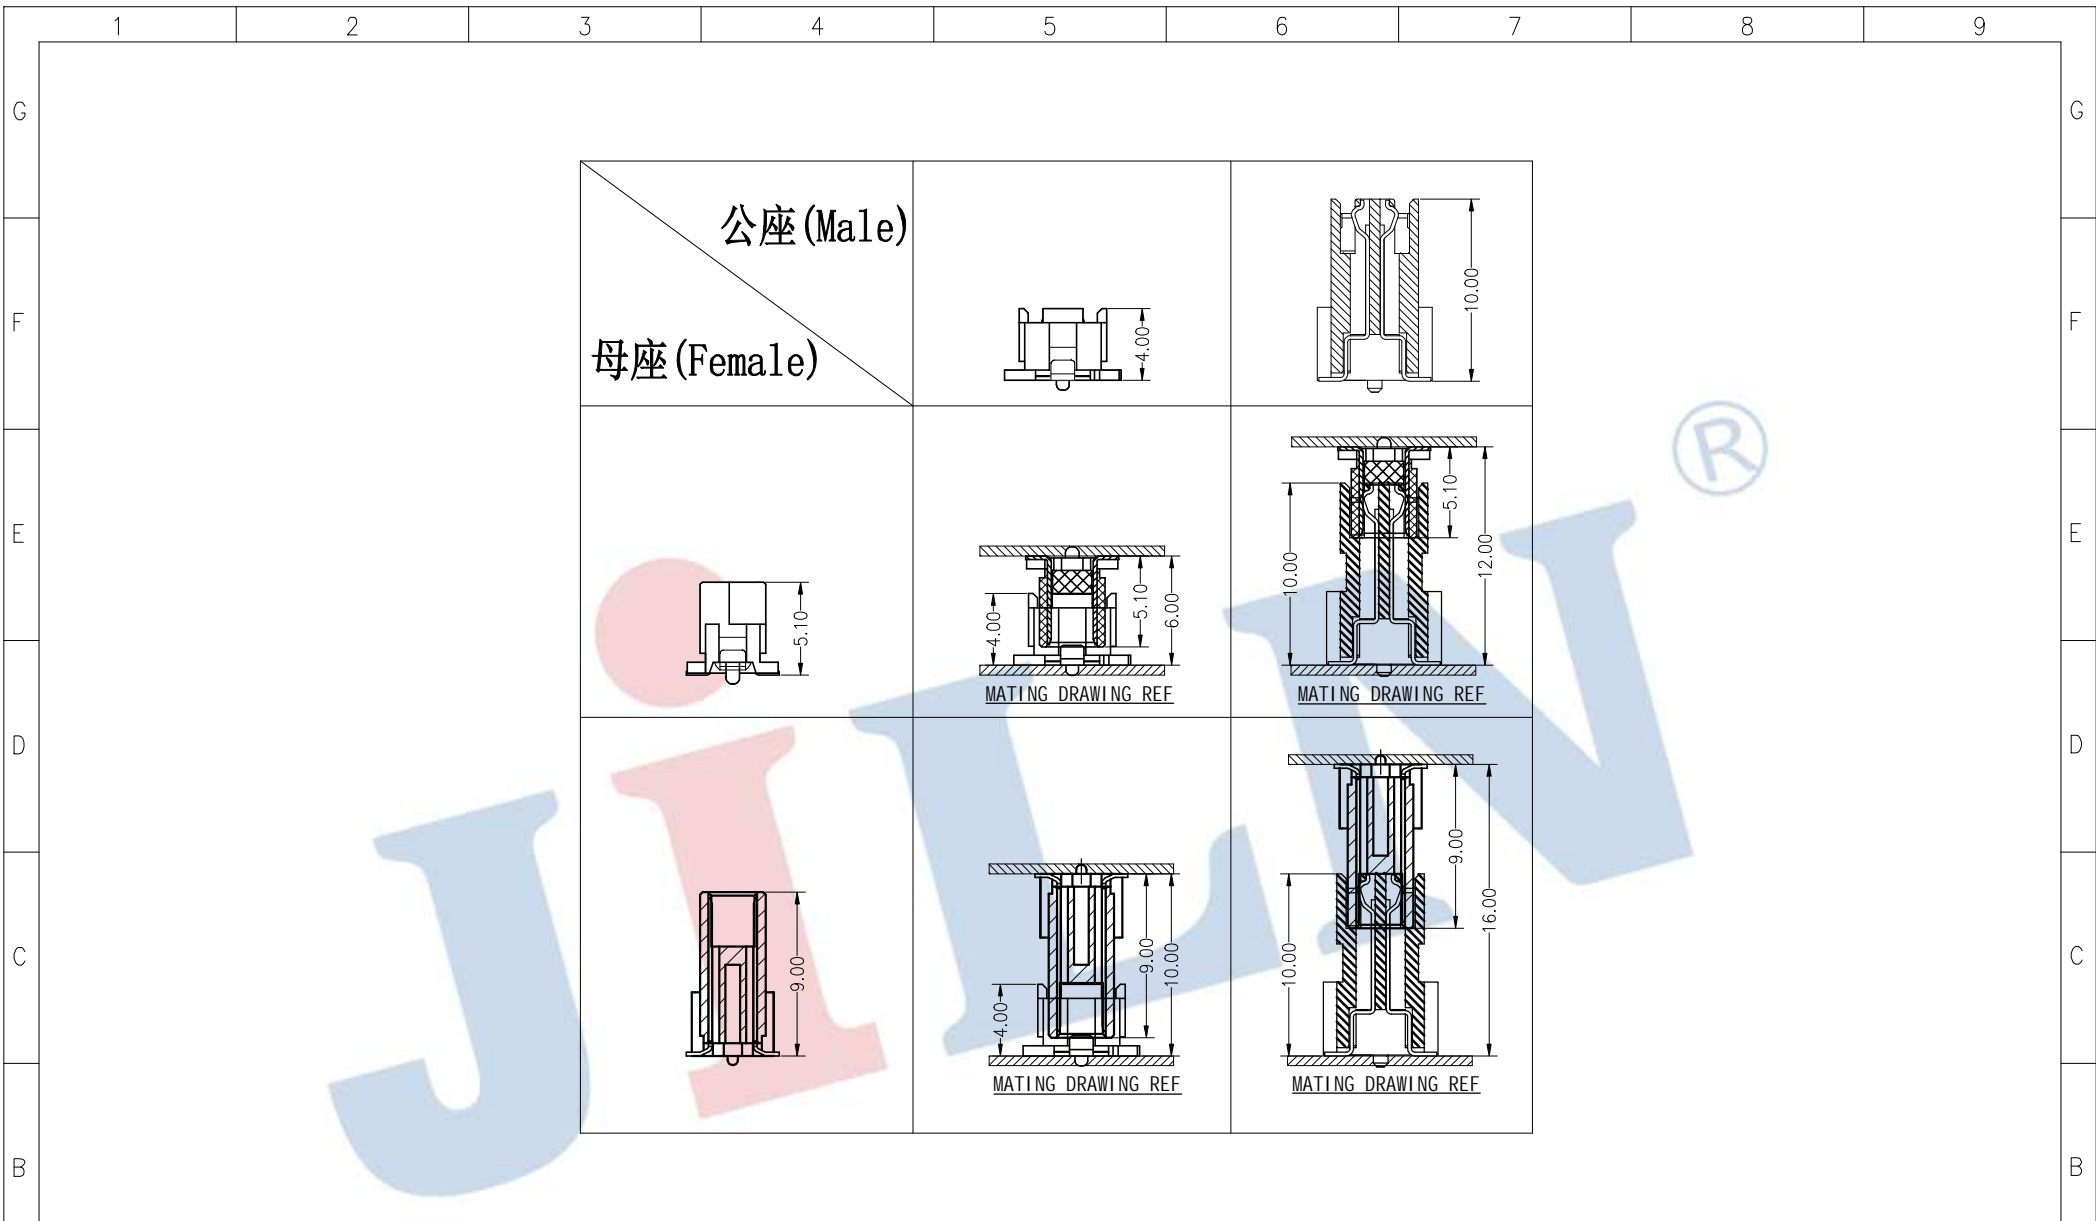 1 2 3 4 5 6 7 8 9
G G
F F
E E
D D
C C
B B
公座(Male)
母座(Female)
4.00
10.00
5.10
4.00
5.10
6.00
MATING DRAWING REF
10.00
5.10
12.00
MATING DRAWING REF
9.00
4.00
9.00
10.00
MATING DRAWING REF
10.00
9.00
16.00
MATING DRAWING REF
JILN
®